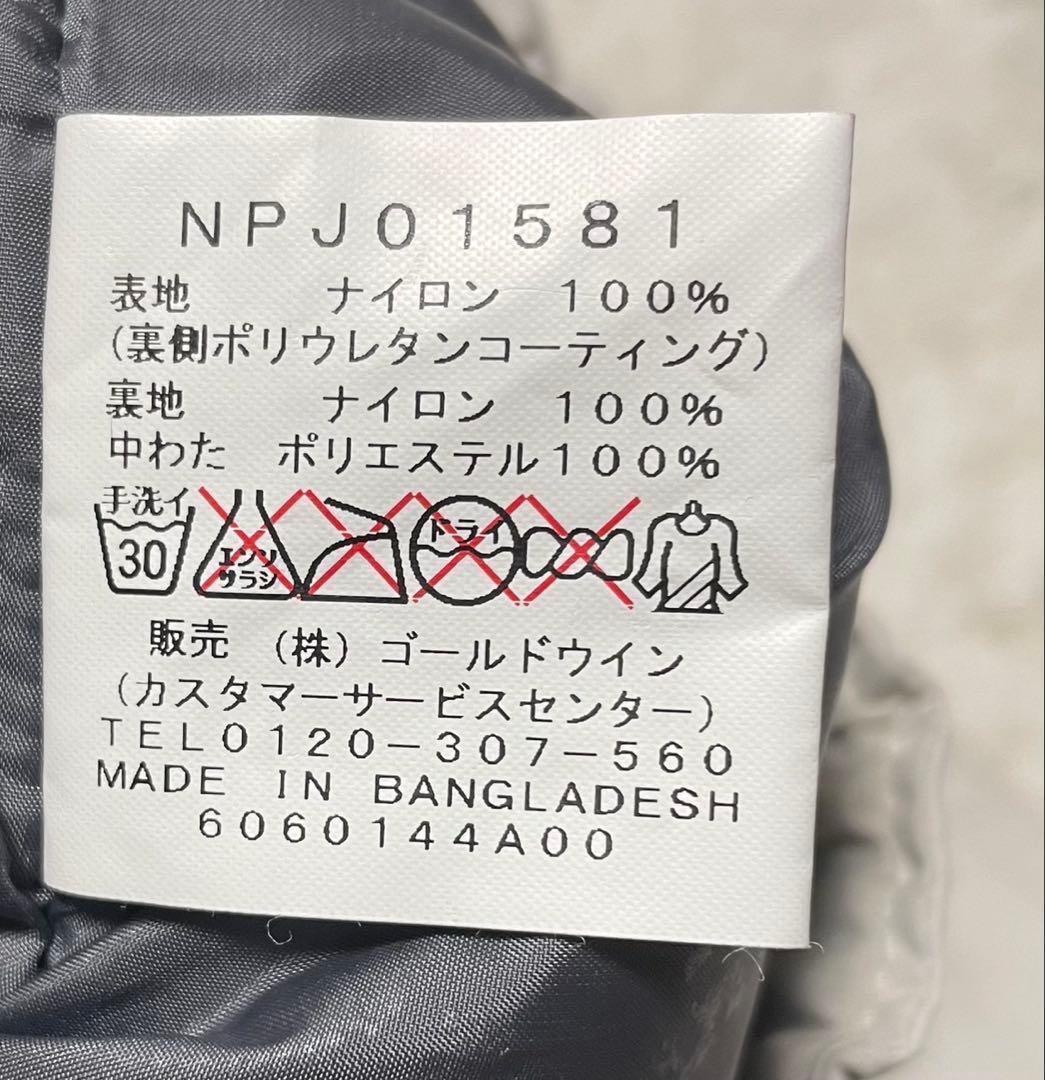 NPJ01581
表地 ナイロン 100%
(裏側ポリウレタンコーティング)
裏地 ナイロン 100%
中わた ポリエステル100%
手洗イ
30
エンソ
サラシ
ドライ
販売 (株) ゴールドウイン
(カスタマーサービスセンター)
TEL0120-307-560
MADE IN BANGLADESH
6060144A00